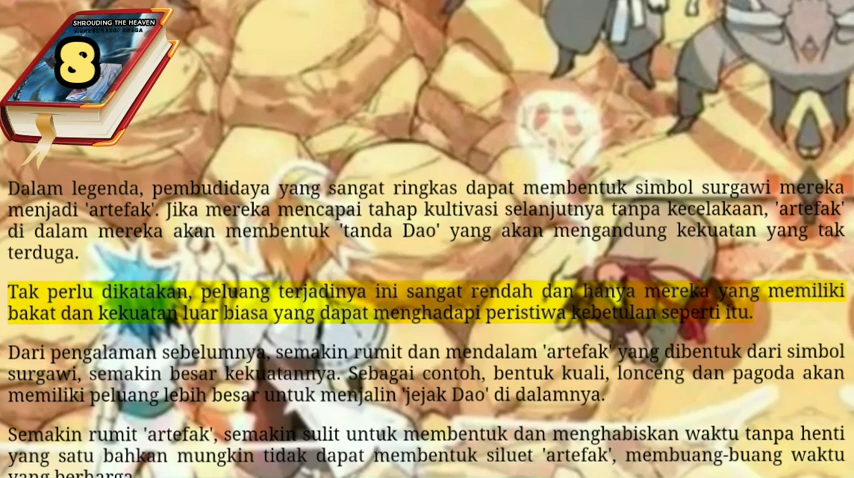 SHROUDING THE HEAVEN
8
Dalam legenda, pembudidaya yang sangat ringkas dapat membentuk simbol surgawi mereka
menjadi 'artefak'. Jika mereka mencapai tahap kultivasi selanjutnya tanpa kecelakaan, 'artefak'
di dalam mereka akan membentuk 'tanda Dao' yang akan mengandung kekuatan yang tak
terduga.
Tak perlu dikatakan, peluang terjadinya ini sangat rendah dan hanya mereka yang memiliki
bakat dan kekuatan luar biasa yang dapat menghadapi peristiwa kebetulan seperti itu.
Dari pengalaman sebelumnya, semakin rumit dan mendalam 'artefak' yang dibentuk dari simbol
surgawi, semakin besar kekuatannya. Sebagai contoh, bentuk kuali, lonceng dan pagoda akan
memiliki peluang lebih besar untuk menjalin 'jejak Dao' di dalamnya.
Semakin rumit 'artefak', semakin sulit untuk membentuk dan menghabiskan waktu tanpa henti
yang satu bahkan mungkin tidak dapat membentuk siluet 'artefak', membuang-buang waktu
yang berharga.